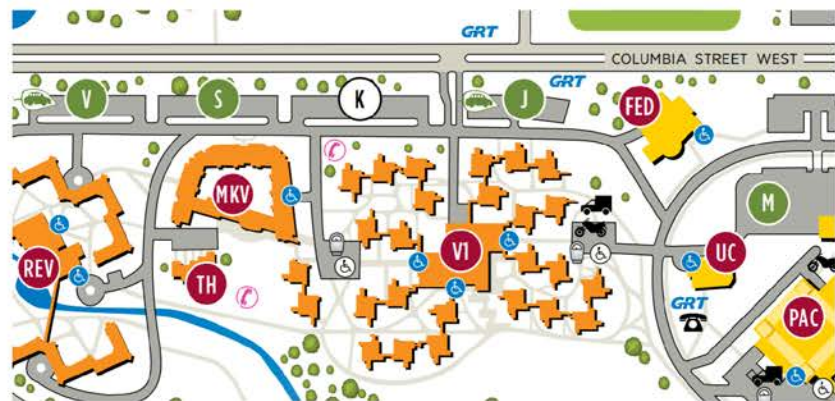 GRT
COLUMBIA STREET WEST
GRT
V
S
K
J
FED
MKV
M
REV
TH
V1
UC
GRT
PAC